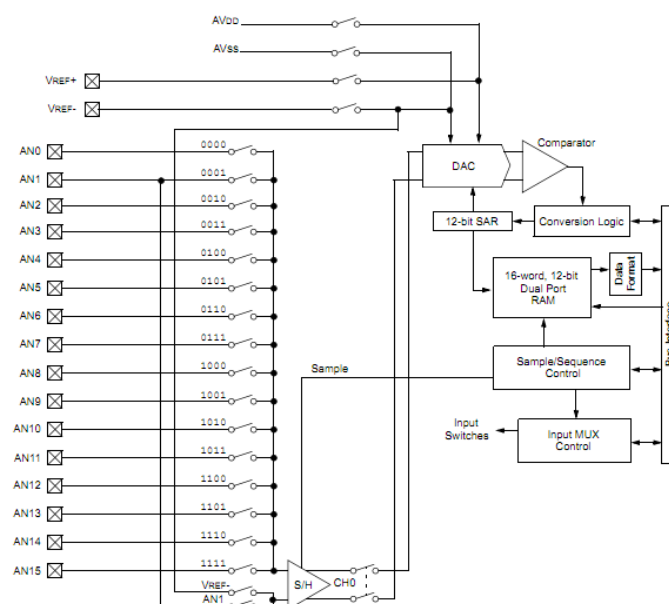 AVDD
AVSS
VREF+
VREF-
AN0 0000
AN1 0001
AN2 0010
AN3 0011
AN4 0100
AN5 0101
AN6 0110
AN7 0111
AN8 1000
AN9 1001
AN10 1010
AN11 1011
AN12 1100
AN13 1101
AN14 1110
AN15 1111
VREF-
AN1
S/H
CH0
Sample
DAC
Comparator
12-bit SAR
Conversion Logic
16-word, 12-bit
Dual Port
RAM
Data
Format
Sample/Sequence
Control
Input
Switches
Input MUX
Control